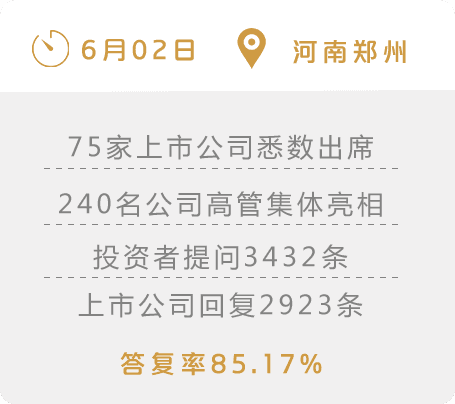 6月02日 河南郑州
75家上市公司悉数出席
240名公司高管集体亮相
投资者提问3432条
上市公司回复2923条
答复率85.17%